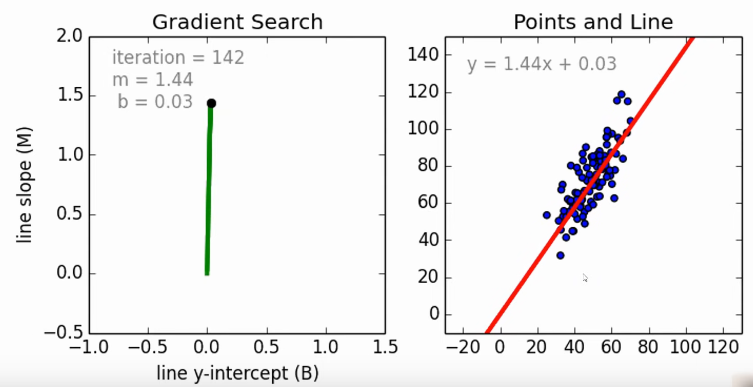 Gradient Search
iteration = 142
m = 1.44
b = 0.03
2.0
1.5
1.0
0.5
0.0
−0.5
line slope (M)
−1.0 −0.5 0.0 0.5 1.0 1.5
line y-intercept (B)
Points and Line
y = 1.44x + 0.03
140
120
100
80
60
40
20
0
−20 0 20 40 60 80 100 120